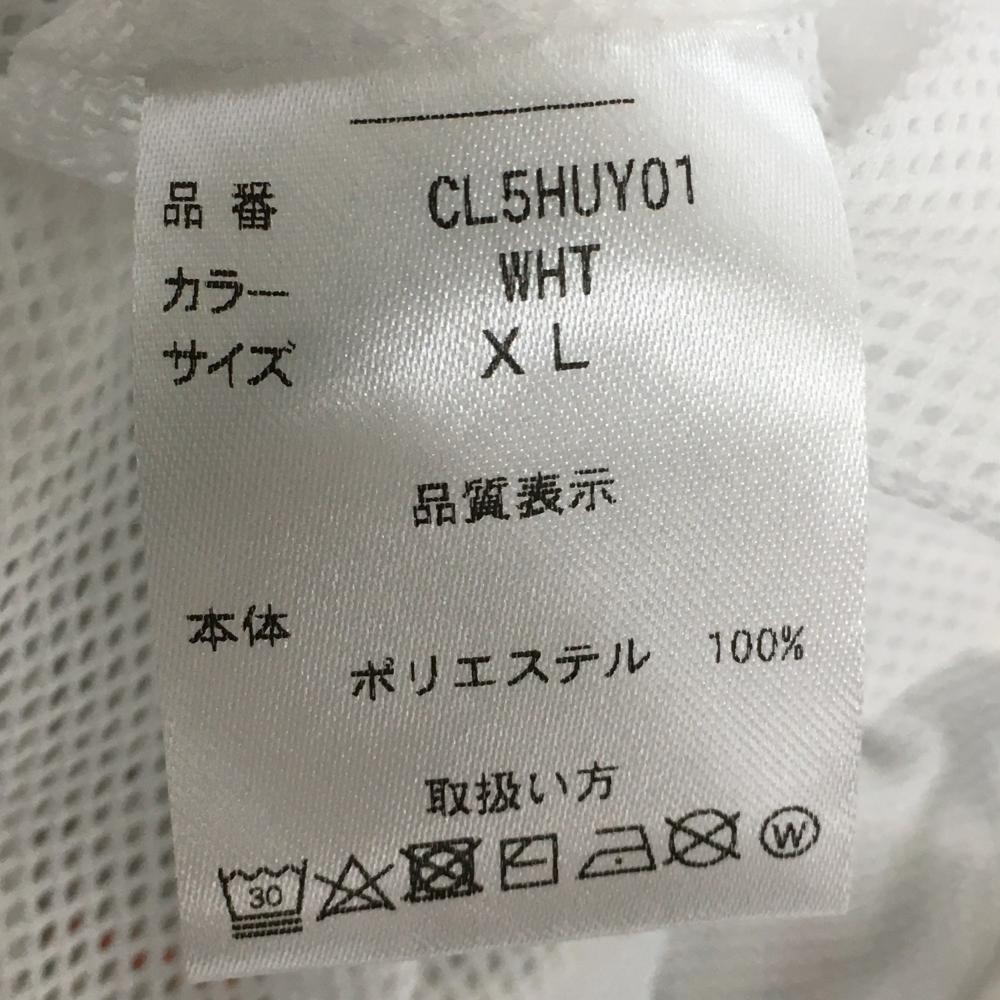 品番 CL5HUY01
カラー WHT
サイズ XL
品質表示
本体
ポリエステル 100%
取扱い方
30 W